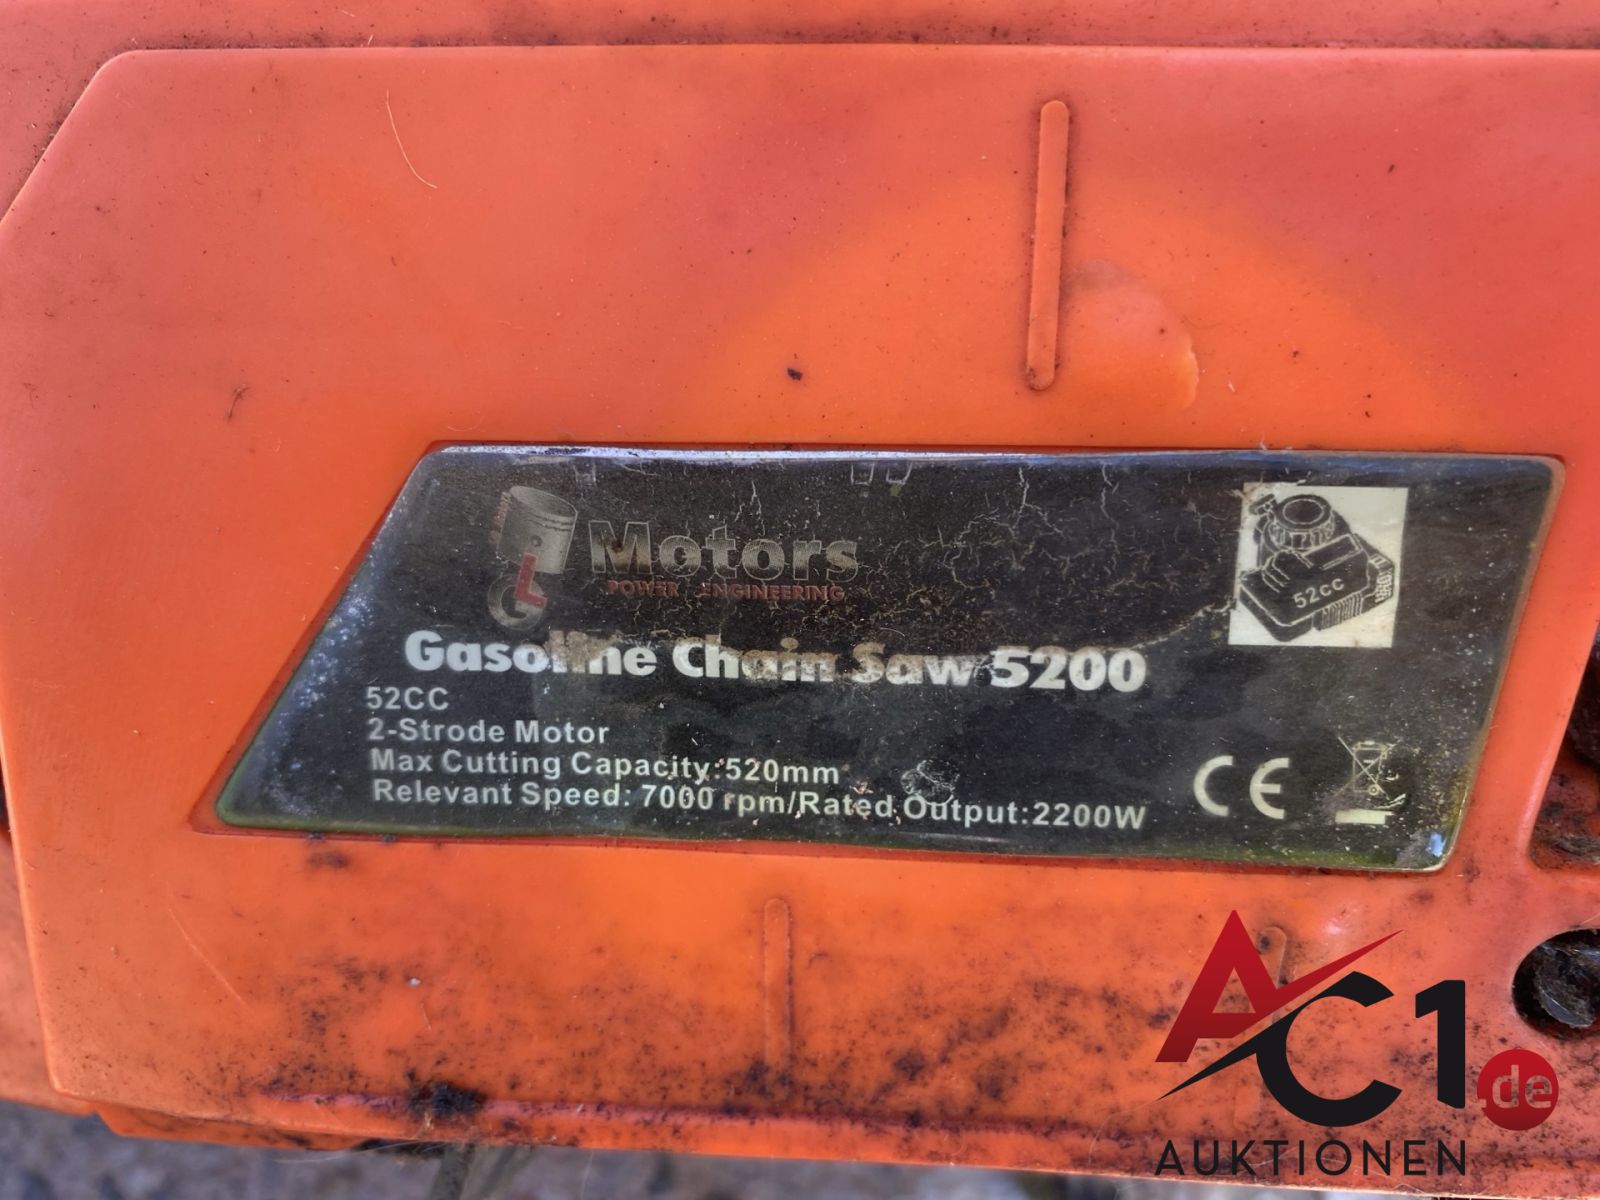 GL
Motors
POWER ENGINEERING
52CC
Gasoline Chain Saw 5200
52CC
2-Strode Motor
Max Cutting Capacity:520mm
Relevant Speed: 7000 rpm/Rated Output:2200W
CE
AC1.de
AUKTIONEN